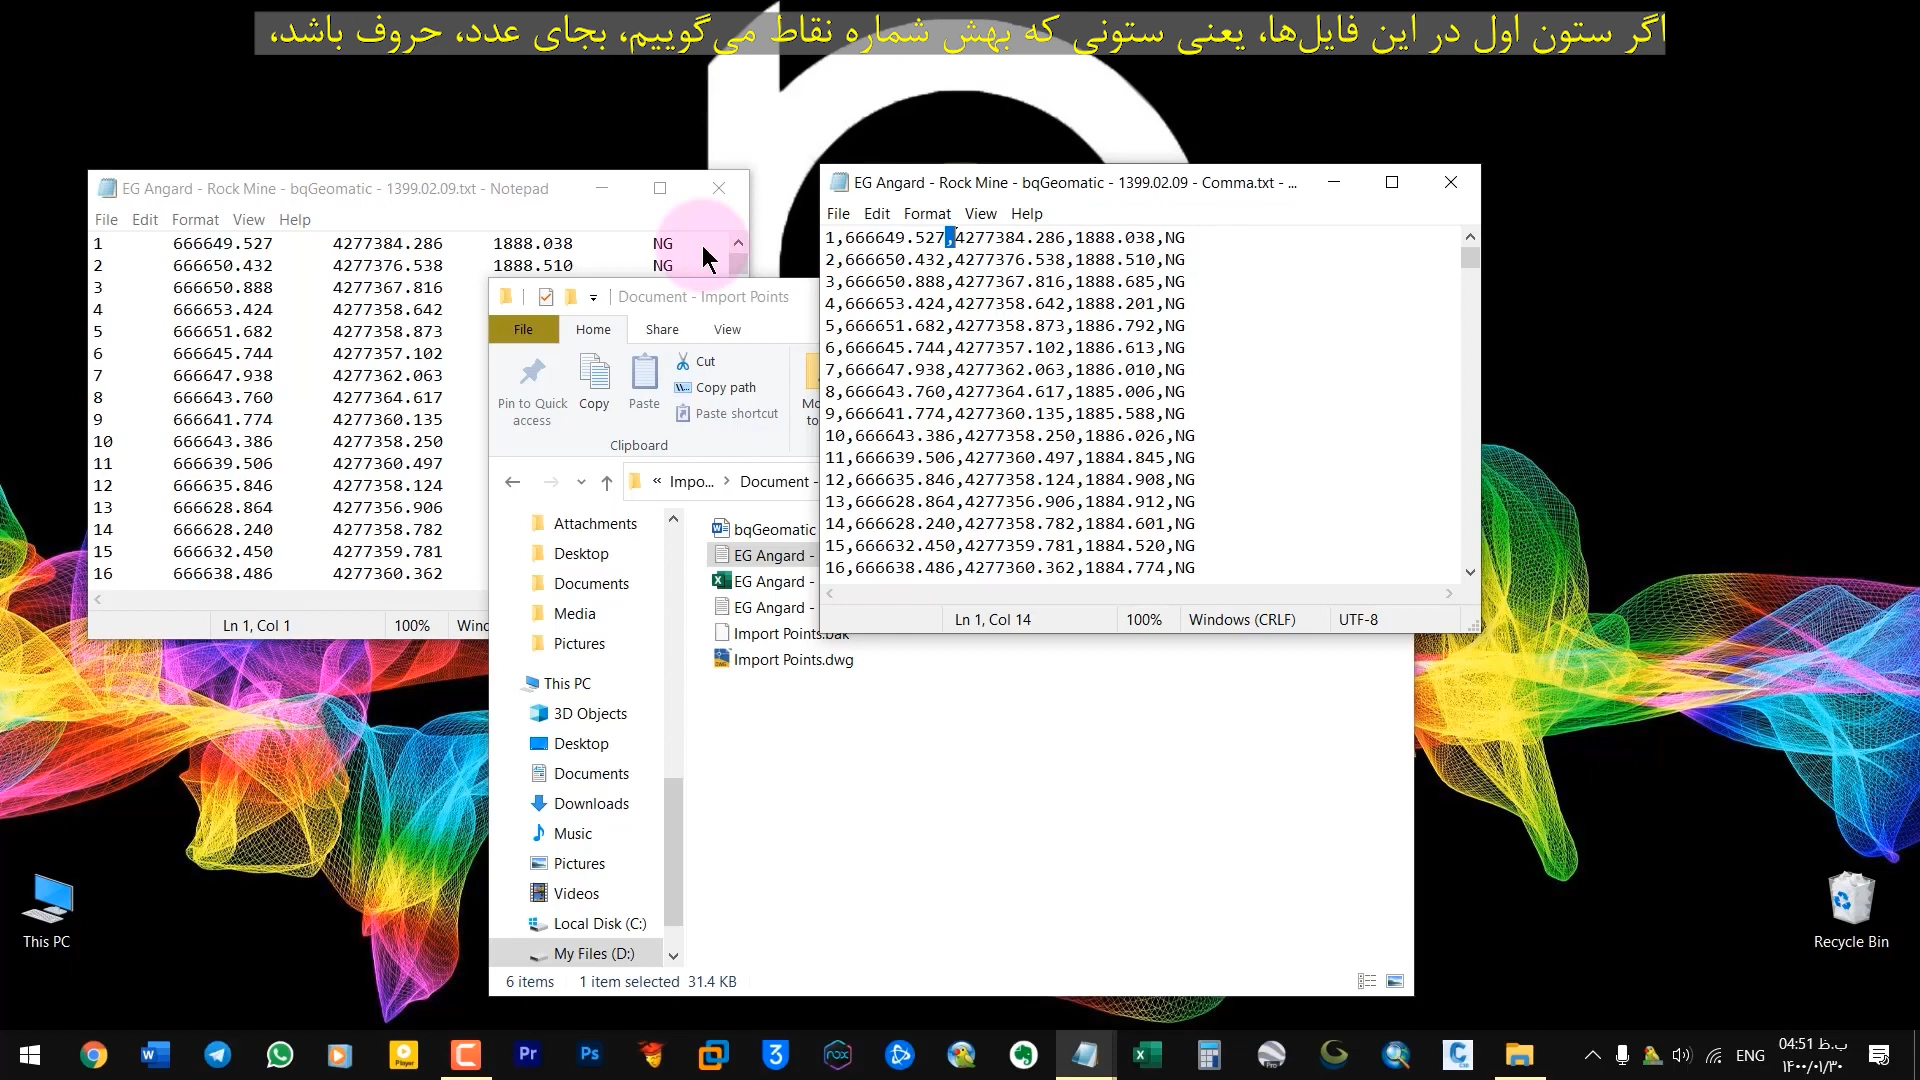 اگر ستون اول در این فایل‌ها، یعنی ستونی که بهش شماره نقاط می‌گوییم، بجای عدد، حروف باشد،
EG Angard - Rock Mine - bqGeomatic - 1399.02.09.txt - Notepad
File Edit Format View Help
1 666649.527 4277384.286 1888.038 NG
2 666650.432 4277376.538 1888.510 NG
3 666650.888 4277367.816
4 666653.424 4277358.642
5 666651.682 4277358.873
6 666645.744 4277357.102
7 666647.938 4277362.063
8 666643.760 4277364.617
9 666641.774 4277360.135
10 666643.386 4277358.250
11 666639.506 4277360.497
12 666635.846 4277358.124
13 666628.864 4277356.906
14 666628.240 4277358.782
15 666632.450 4277359.781
16 666638.486 4277360.362
Ln 1, Col 1 100% Winc
EG Angard - Rock Mine - bqGeomatic - 1399.02.09 - Comma.txt - ...
File Edit Format View Help
1,666649.527,4277384.286,1888.038,NG
2,666650.432,4277376.538,1888.510,NG
3,666650.888,4277367.816,1888.685,NG
4,666653.424,4277358.642,1888.201,NG
5,666651.682,4277358.873,1886.792,NG
6,666645.744,4277357.102,1886.613,NG
7,666647.938,4277362.063,1886.010,NG
8,666643.760,4277364.617,1885.006,NG
9,666641.774,4277360.135,1885.588,NG
10,666643.386,4277358.250,1886.026,NG
11,666639.506,4277360.497,1884.845,NG
12,666635.846,4277358.124,1884.908,NG
13,666628.864,4277356.906,1884.912,NG
14,666628.240,4277358.782,1884.601,NG
15,666632.450,4277359.781,1884.520,NG
16,666638.486,4277360.362,1884.774,NG
Ln 1, Col 14 100% Windows (CRLF) UTF-8
Document - Import Points
File Home Share View
Pin to Quick access
Copy
Paste
Cut
Copy path
Paste shortcut
Mo
to
Clipboard
« Impo... > Document -
Attachments
Desktop
Documents
Media
Pictures
This PC
3D Objects
Desktop
Documents
Downloads
Music
Pictures
Videos
Local Disk (C:)
My Files (D:)
bqGeomatic
EG Angard -
EG Angard -
EG Angard -
Import Points.bak
Import Points.dwg
6 items 1 item selected 31.4 KB
This PC
Recycle Bin
ENG
04:51 ب.ظ
۱۴۰۰/۰۱/۳۰